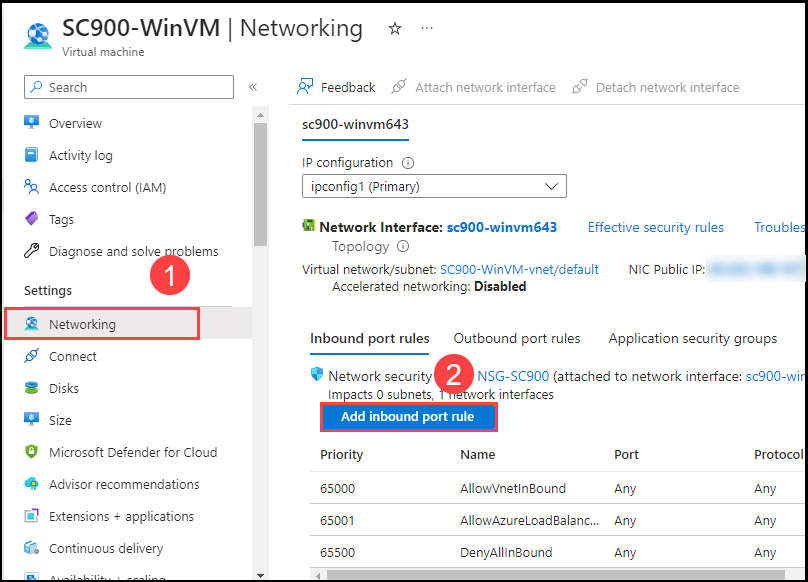 SC900-WinVM | Networking ☆ ...
Virtual machine
Search «
Overview
Activity log
Access control (IAM)
Tags
Diagnose and solve problems
1
Settings
Networking
Connect
Disks
Size
Microsoft Defender for Cloud
Advisor recommendations
Extensions + applications
Continuous delivery
Availability + scaling
Feedback Attach network interface Detach network interface
sc900-winvm643
IP configuration
ipconfig1 (Primary)
Network Interface: sc900-winvm643 Effective security rules Troubles
Topology
Virtual network/subnet: SC900-WinVM-vnet/default NIC Public IP:
Accelerated networking: Disabled
Inbound port rules Outbound port rules Application security groups
Network security 2 NSG-SC900 (attached to network interface: sc900-win
Impacts 0 subnets, 1 network interfaces
Add inbound port rule
Priority Name Port Protocol
65000 AllowVnetInBound Any Any
65001 AllowAzureLoadBalanc... Any Any
65500 DenyAllInBound Any Any